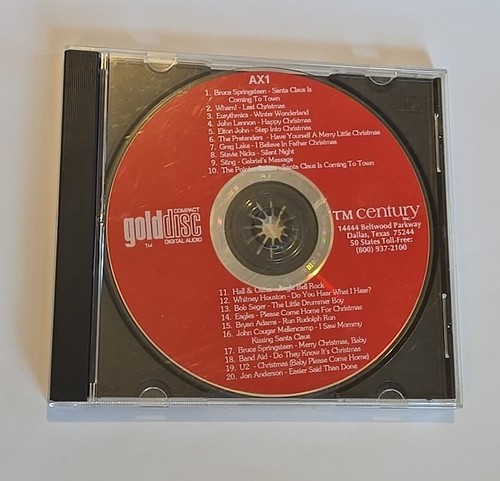 AX1
1. Bruce Springsteen - Santa Claus Is
Coming To Town
2. Wham! - Last Christmas
3. Eurythmics - Winter Wonderland
4. John Lennon - Happy Christmas
5. Elton John - Step Into Christmas
6. The Pretenders - Have Yourself A Merry Little Christmas
7. Greg Lake - I Believe In Father Christmas
8. Stevie Nicks - Silent Night
9. Sting - Gabriel's Message
10. The Pointer - Santa Claus Is Coming To Town
COMPACT
golddisc
TM DIGITAL AUDIO
TM century
INC.
14444 Beltwood Parkway
Dallas, Texas 75244
50 States Toll-Free:
(800) 937-2100
11. Hall & Oates - Jingle Bell Rock
12. Whitney Houston - Do You Hear What I Hear?
13. Bob Seger - The Little Drummer Boy
14. Eagles - Please Come Home For Christmas
15. Bryan Adams - Run Rudolph Run
16. John Cougar Mellencamp - I Saw Mommy
Kissing Santa Claus
17. Bruce Springsteen - Merry Christmas, Baby
18. Band Aid - Do They Know It's Christmas
19. U2 - Christmas (Baby Please Come Home)
20. Jon Anderson - Easier Said Than Done